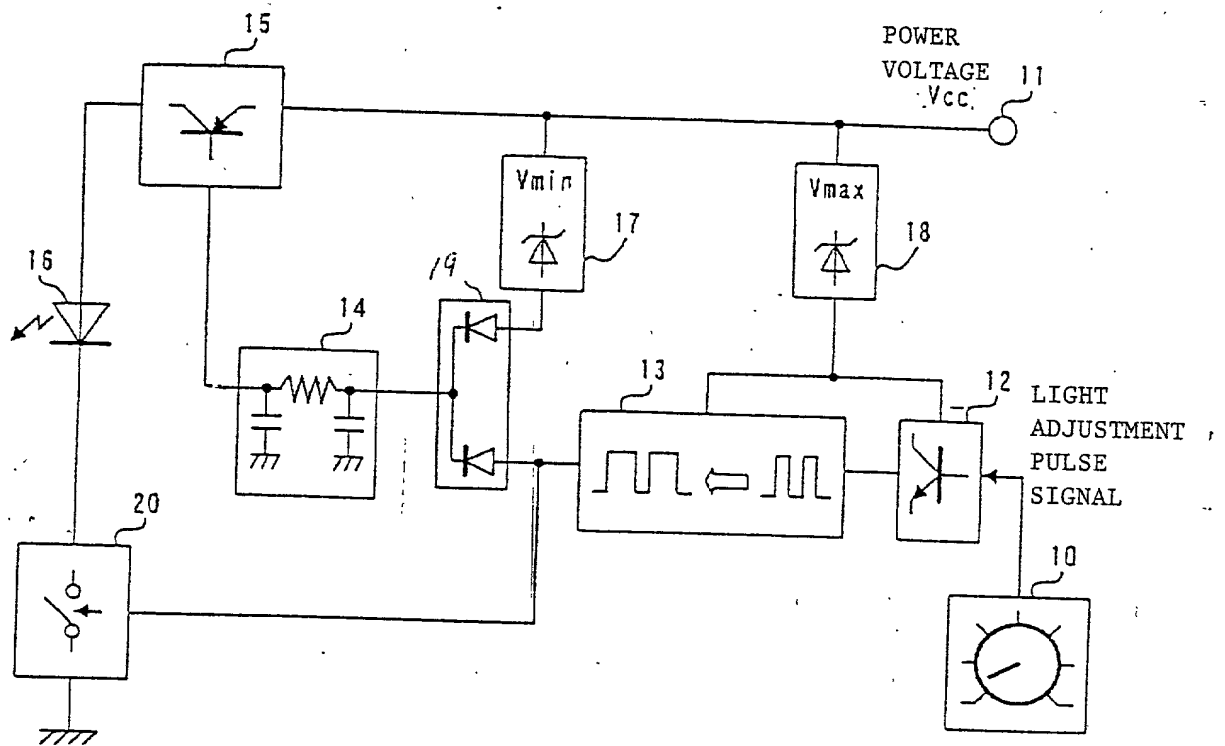 15
POWER
VOLTAGE
Vcc
11
Vmin
17
Vmax
18
16
19
14
13
12
LIGHT
ADJUSTMENT
PULSE
SIGNAL
20
10